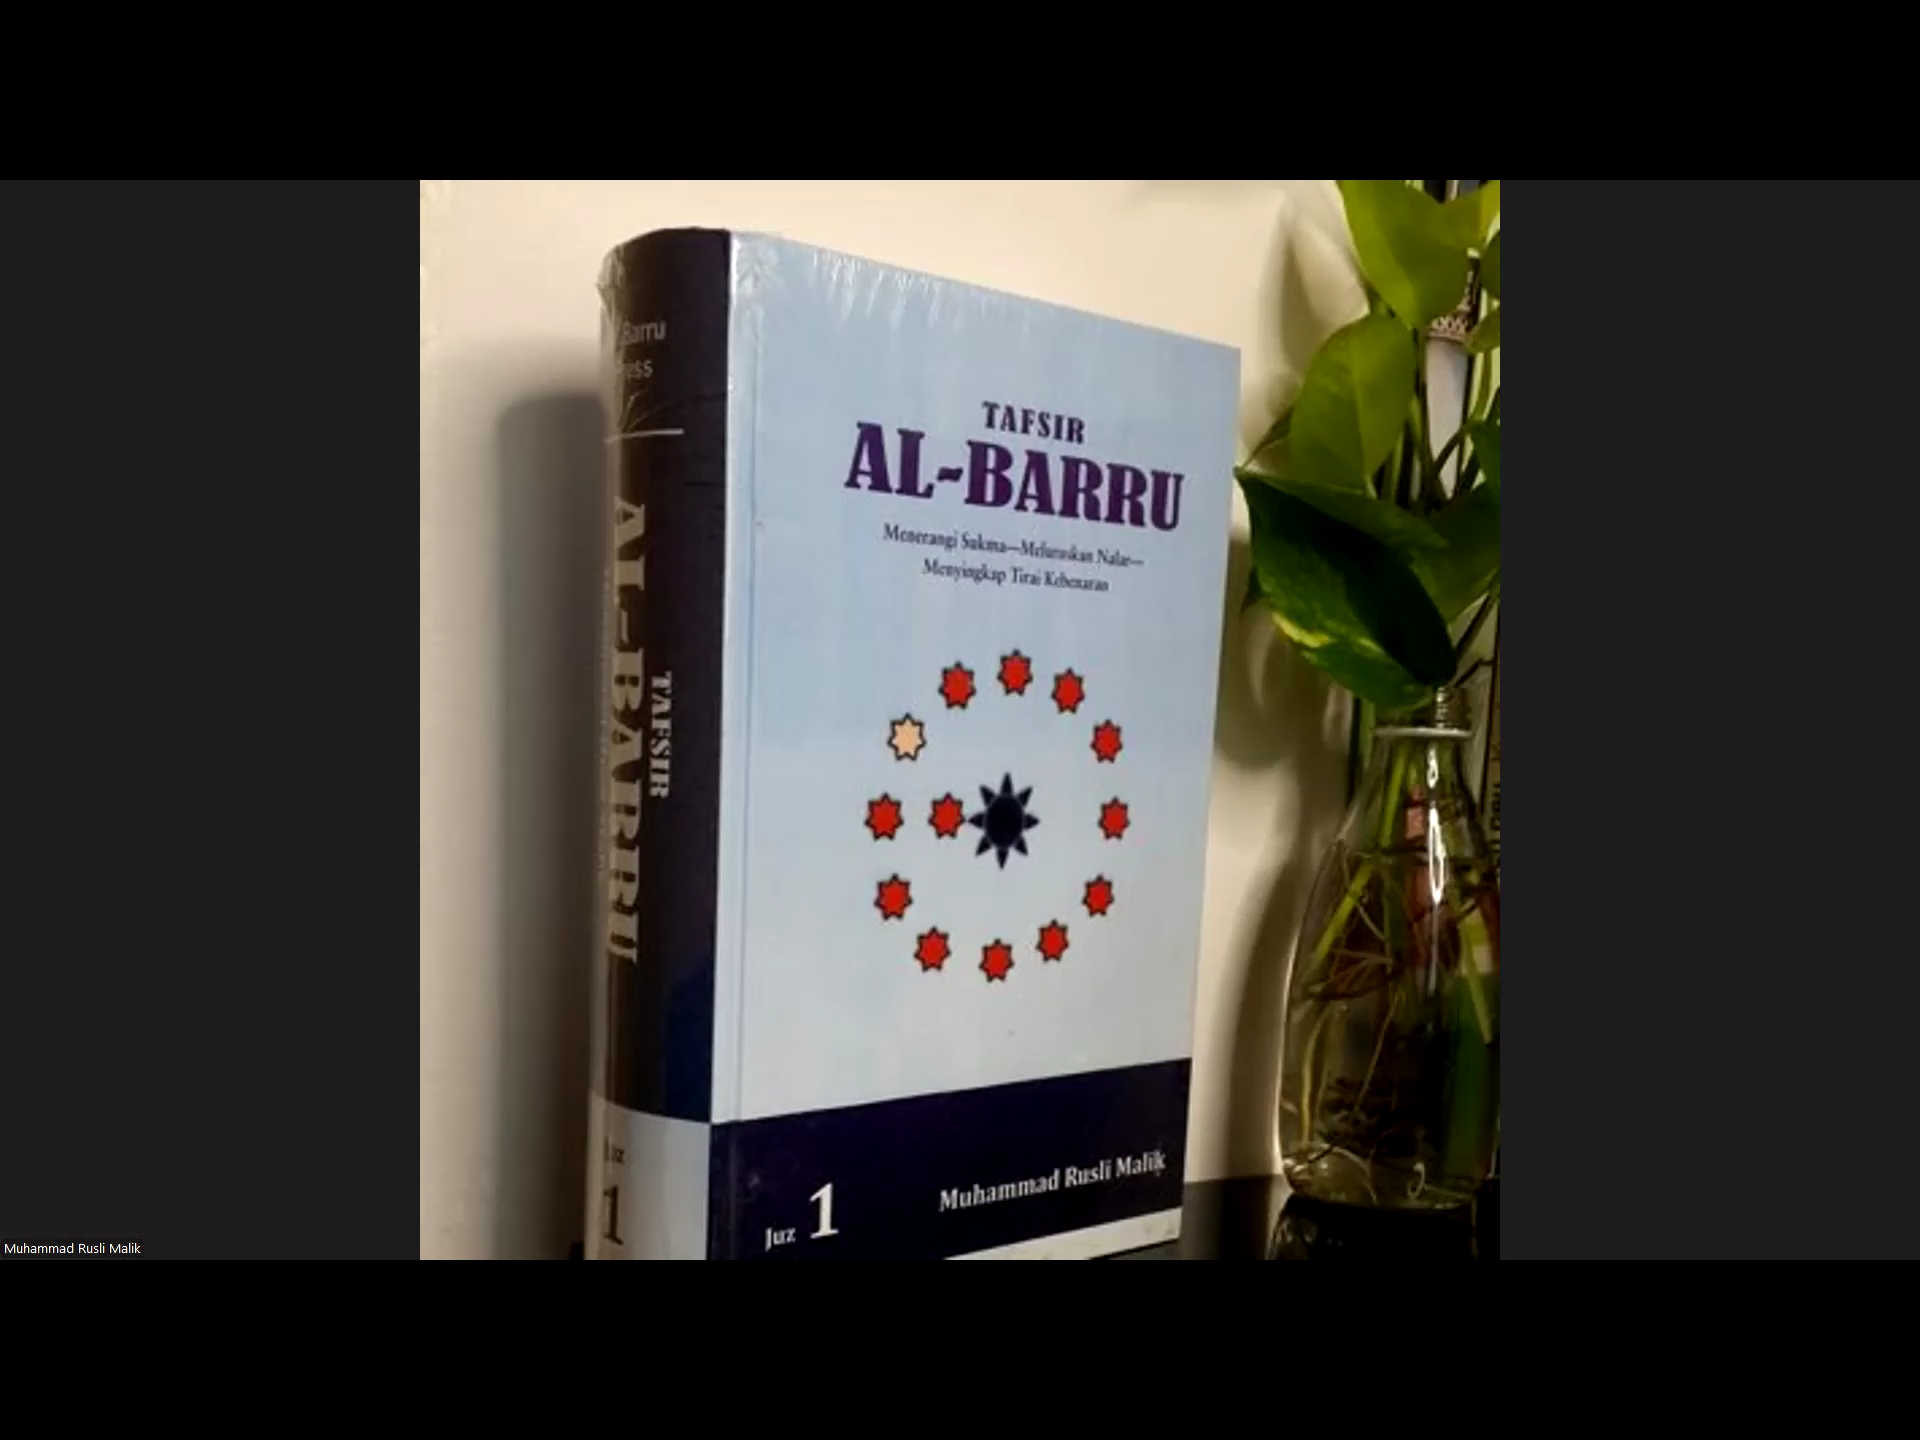 Barru
TAFSIR
AL-BARRU
TAFSIR
AL-BARRU
Menerangi Sukma—Meluruskan Nalar—
Menyingkap Tirai Kebenaran
1
Juz 1
Muhammad Rusli Malik
Muhammad Rusli Malik